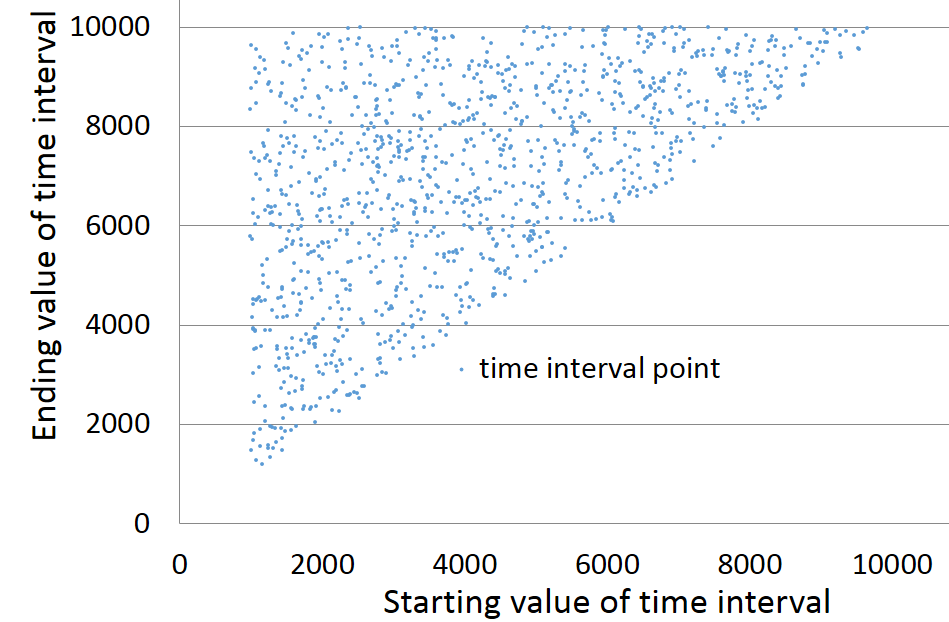 Ending value of time interval
10000
8000
6000
4000
2000
0
time interval point
0 2000 4000 6000 8000 10000
Starting value of time interval